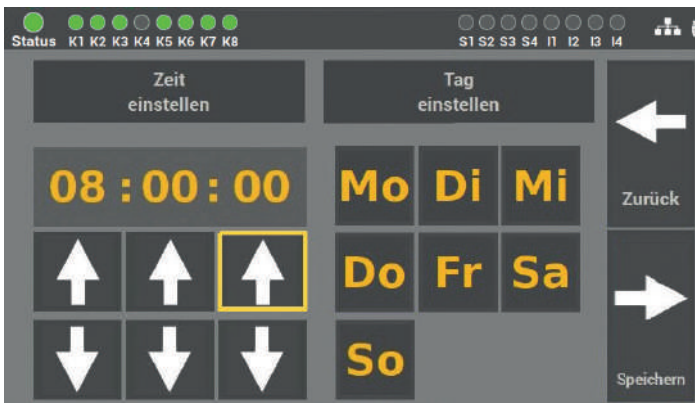 Status K1 K2 K3 K4 K5 K6 K7 K8 S1 S2 S3 S4 I1 I2 I3 I4
Zeit
einstellen
Tag
einstellen
08 : 00 : 00
Mo Di Mi
Do Fr Sa
So
Zurück
Speichern